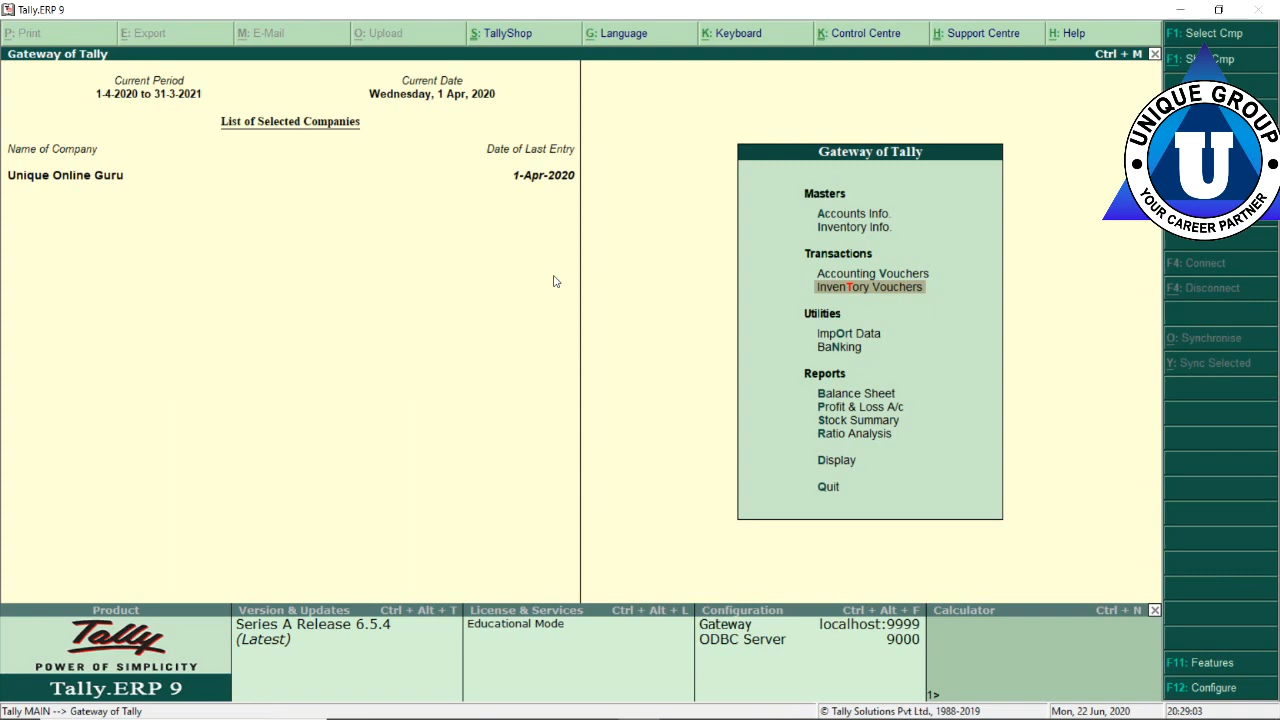 Tally.ERP 9
P: Print E: Export M: E-Mail O: Upload S: TallyShop G: Language K: Keyboard K: Control Centre H: Support Centre H: Help
F1: Select Cmp
Gateway of Tally Ctrl + M
Current Period Current Date
1-4-2020 to 31-3-2021 Wednesday, 1 Apr, 2020
List of Selected Companies
Name of Company Date of Last Entry
Unique Online Guru 1-Apr-2020
Gateway of Tally
Masters
Accounts Info.
Inventory Info.
Transactions
Accounting Vouchers
InvenTory Vouchers
Utilities
ImpOrt Data
BaNking
Reports
Balance Sheet
Profit & Loss A/c
Stock Summary
Ratio Analysis
Display
Quit
F1: Cmp
UNIQUE GROUP
U
YOUR CAREER PARTNER
F4: Connect
F4: Disconnect
O: Synchronise
Y: Sync Selected
F11: Features
F12: Configure
Product
Tally
POWER OF SIMPLICITY
Tally.ERP 9
Version & Updates Ctrl + Alt + T
Series A Release 6.5.4
(Latest)
License & Services Ctrl + Alt + L
Educational Mode
Configuration Ctrl + Alt + F
Gateway localhost:9999
ODBC Server 9000
Calculator Ctrl + N
1>
Tally MAIN --> Gateway of Tally © Tally Solutions Pvt Ltd., 1988-2019 Mon, 22 Jun, 2020 20:29:03